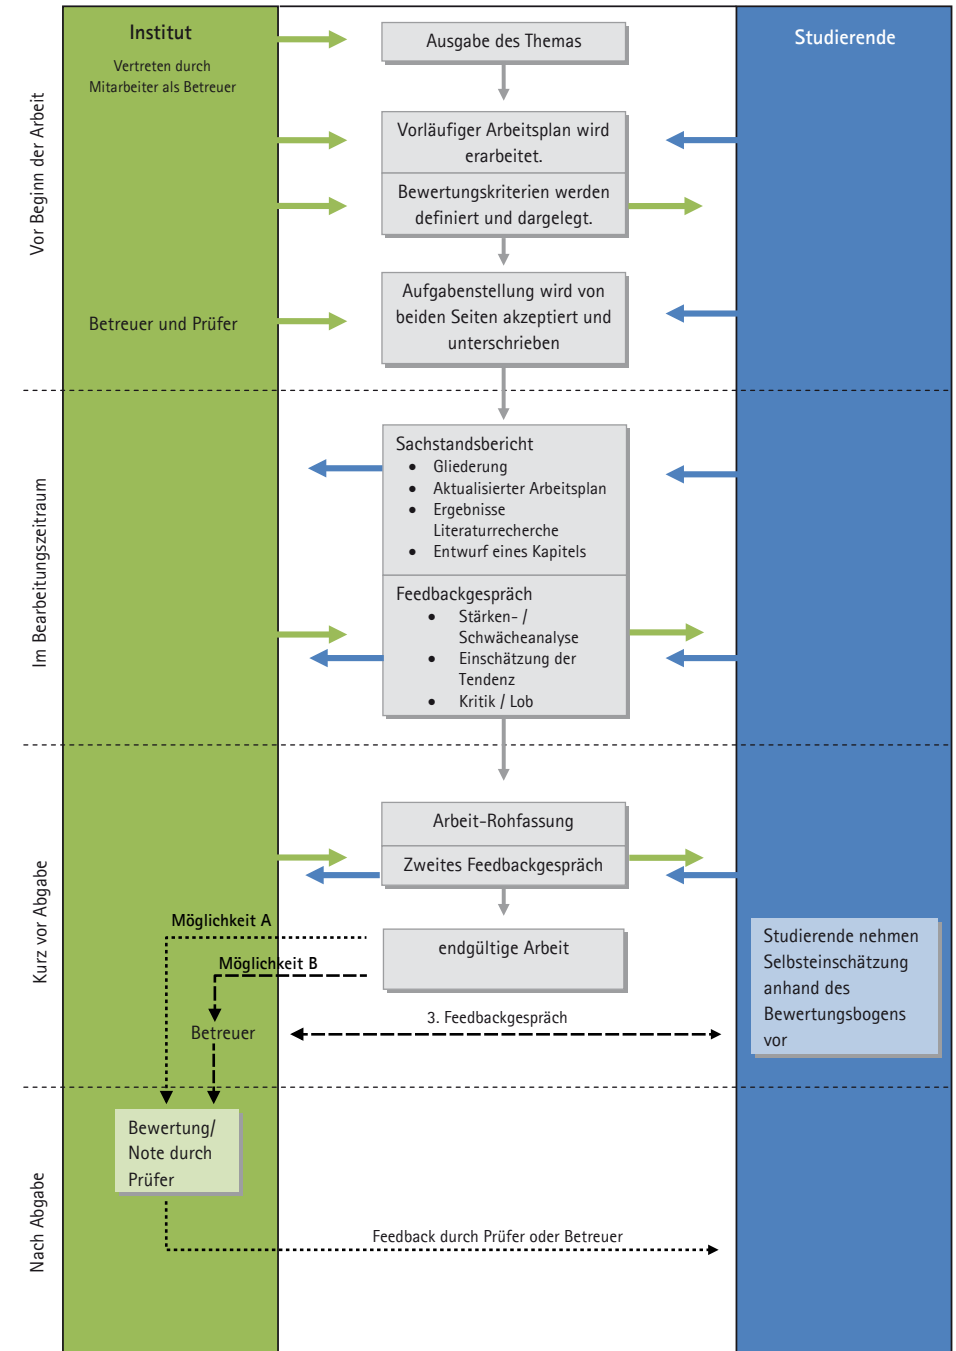 Institut
Vertreten durch
Mitarbeiter als Betreuer
Studierende
Vor Beginn der Arbeit
Ausgabe des Themas
Vorläufiger Arbeitsplan wird
erarbeitet.
Bewertungskriterien werden
definiert und dargelegt.
Betreuer und Prüfer
Aufgabenstellung wird von
beiden Seiten akzeptiert und
unterschrieben
Im Bearbeitungszeitraum
Sachstandsbericht
• Gliederung
• Aktualisierter Arbeitsplan
• Ergebnisse
Literaturrecherche
• Entwurf eines Kapitels
Feedbackgespräch
• Stärken- /
Schwächeanalyse
• Einschätzung der
Tendenz
• Kritik / Lob
Kurz vor Abgabe
Arbeit-Rohfassung
Zweites Feedbackgespräch
Möglichkeit A
endgültige Arbeit
Möglichkeit B
Betreuer
3. Feedbackgespräch
Studierende nehmen
Selbsteinschätzung
anhand des
Bewertungsbogens
vor
Nach Abgabe
Bewertung/
Note durch
Prüfer
Feedback durch Prüfer oder Betreuer